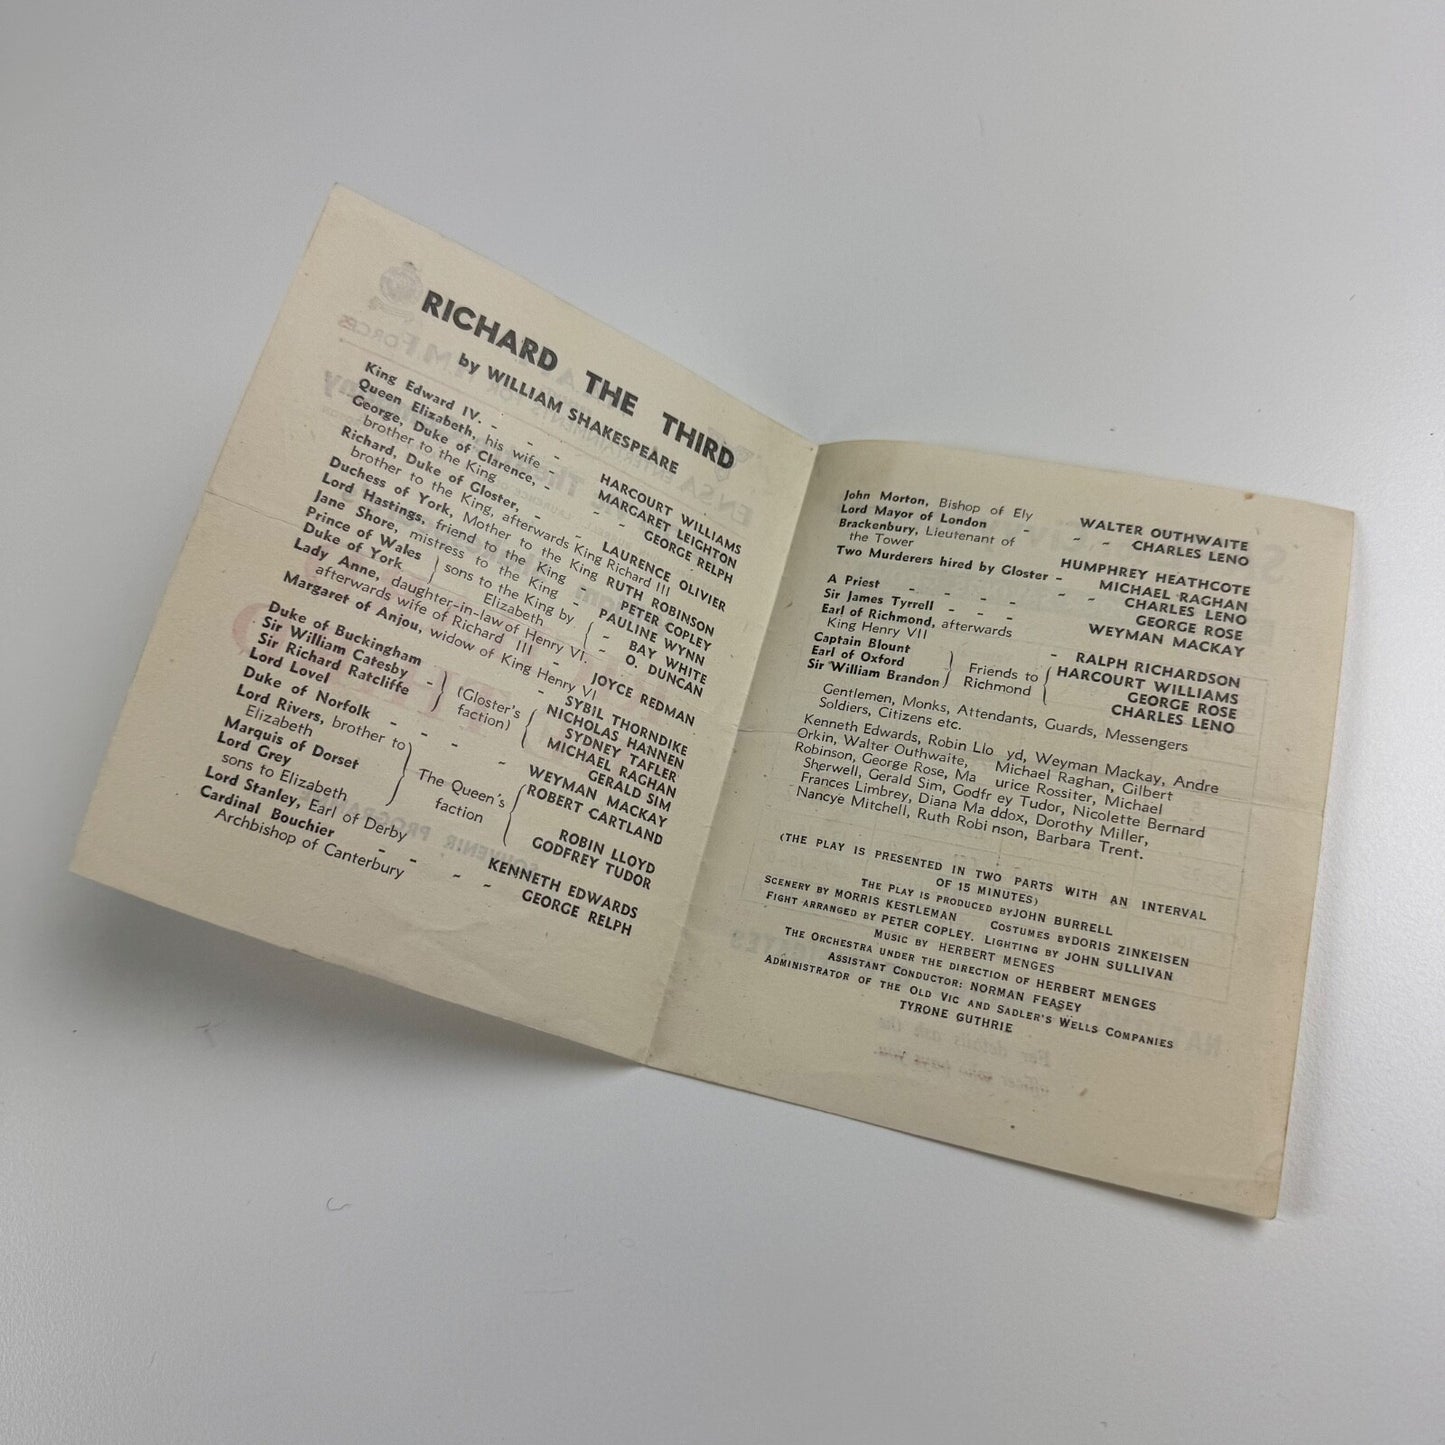 RICHARD THE THIRD
by WILLIAM SHAKESPEARE
King Edward IV. - - - HARCOURT WILLIAMS
Queen Elizabeth, his wife - MARGARET LEIGHTON
George, Duke of Clarence, - GEORGE RELPH
brother to the King
Richard, Duke of Gloster, - - - LAURENCE OLIVIER
brother to the King, afterwards King Richard III
Duchess of York, Mother to the King RUTH ROBINSON
Lord Hastings, friend to the King - PETER COPLEY
Jane Shore, mistress to the King - PAULINE WYNN
Prince of Wales } sons to the King by { - BAY WHITE
Duke of York } Elizabeth { - O. DUNCAN
Lady Anne, daughter-in-law of Henry VI.
afterwards wife of Richard III - JOYCE REDMAN
Margaret of Anjou, widow of King Henry VI
- SYBIL THORNDIKE
Duke of Buckingham NICHOLAS HANNEN
Sir William Catesby - } (Gloster's { SYDNEY TAFLER
Sir Richard Ratcliffe faction) MICHAEL RAGHAN
Lord Lovel GERALD SIM
Duke of Norfolk - - - - WEYMAN MACKAY
Lord Rivers, brother to ROBERT CARTLAND
Elizabeth
Marquis of Dorset } The Queen's { ROBIN LLOYD
Lord Grey faction GODFREY TUDOR
sons to Elizabeth
Lord Stanley, Earl of Derby - KENNETH EDWARDS
Cardinal Bouchier - - - - GEORGE RELPH
Archbishop of Canterbury
John Morton, Bishop of Ely WALTER OUTHWAITE
Lord Mayor of London - - - CHARLES LENO
Brackenbury, Lieutenant of
the Tower HUMPHREY HEATHCOTE
Two Murderers hired by Gloster - MICHAEL RAGHAN
- - CHARLES LENO
A Priest - - - - GEORGE ROSE
Sir James Tyrrell - - - WEYMAN MACKAY
Earl of Richmond, afterwards
King Henry VII - RALPH RICHARDSON
Captain Blount } Friends to { HARCOURT WILLIAMS
Earl of Oxford } Richmond { GEORGE ROSE
Sir William Brandon CHARLES LENO
Gentlemen, Monks, Attendants, Guards, Messengers
Soldiers, Citizens etc.
Kenneth Edwards, Robin Llo yd, Weyman Mackay, Andre
Orkin, Walter Outhwaite, Michael Raghan, Gilbert
Robinson, George Rose, Ma urice Rossiter, Michael
Sherwell, Gerald Sim, Godfr ey Tudor, Nicolette Bernard
Frances Limbrey, Diana Ma ddox, Dorothy Miller,
Nancye Mitchell, Ruth Robi nson, Barbara Trent.
(THE PLAY IS PRESENTED IN TWO PARTS WITH AN INTERVAL
OF 15 MINUTES)
THE PLAY IS PRODUCED BY JOHN BURRELL
SCENERY BY MORRIS KESTLEMAN COSTUMES BY DORIS ZINKEISEN
FIGHT ARRANGED BY PETER COPLEY. LIGHTING BY JOHN SULLIVAN
MUSIC BY HERBERT MENGES
THE ORCHESTRA UNDER THE DIRECTION OF HERBERT MENGES
ASSISTANT CONDUCTOR: NORMAN FEASEY
ADMINISTRATOR OF THE OLD VIC AND SADLER'S WELLS COMPANIES
TYRONE GUTHRIE